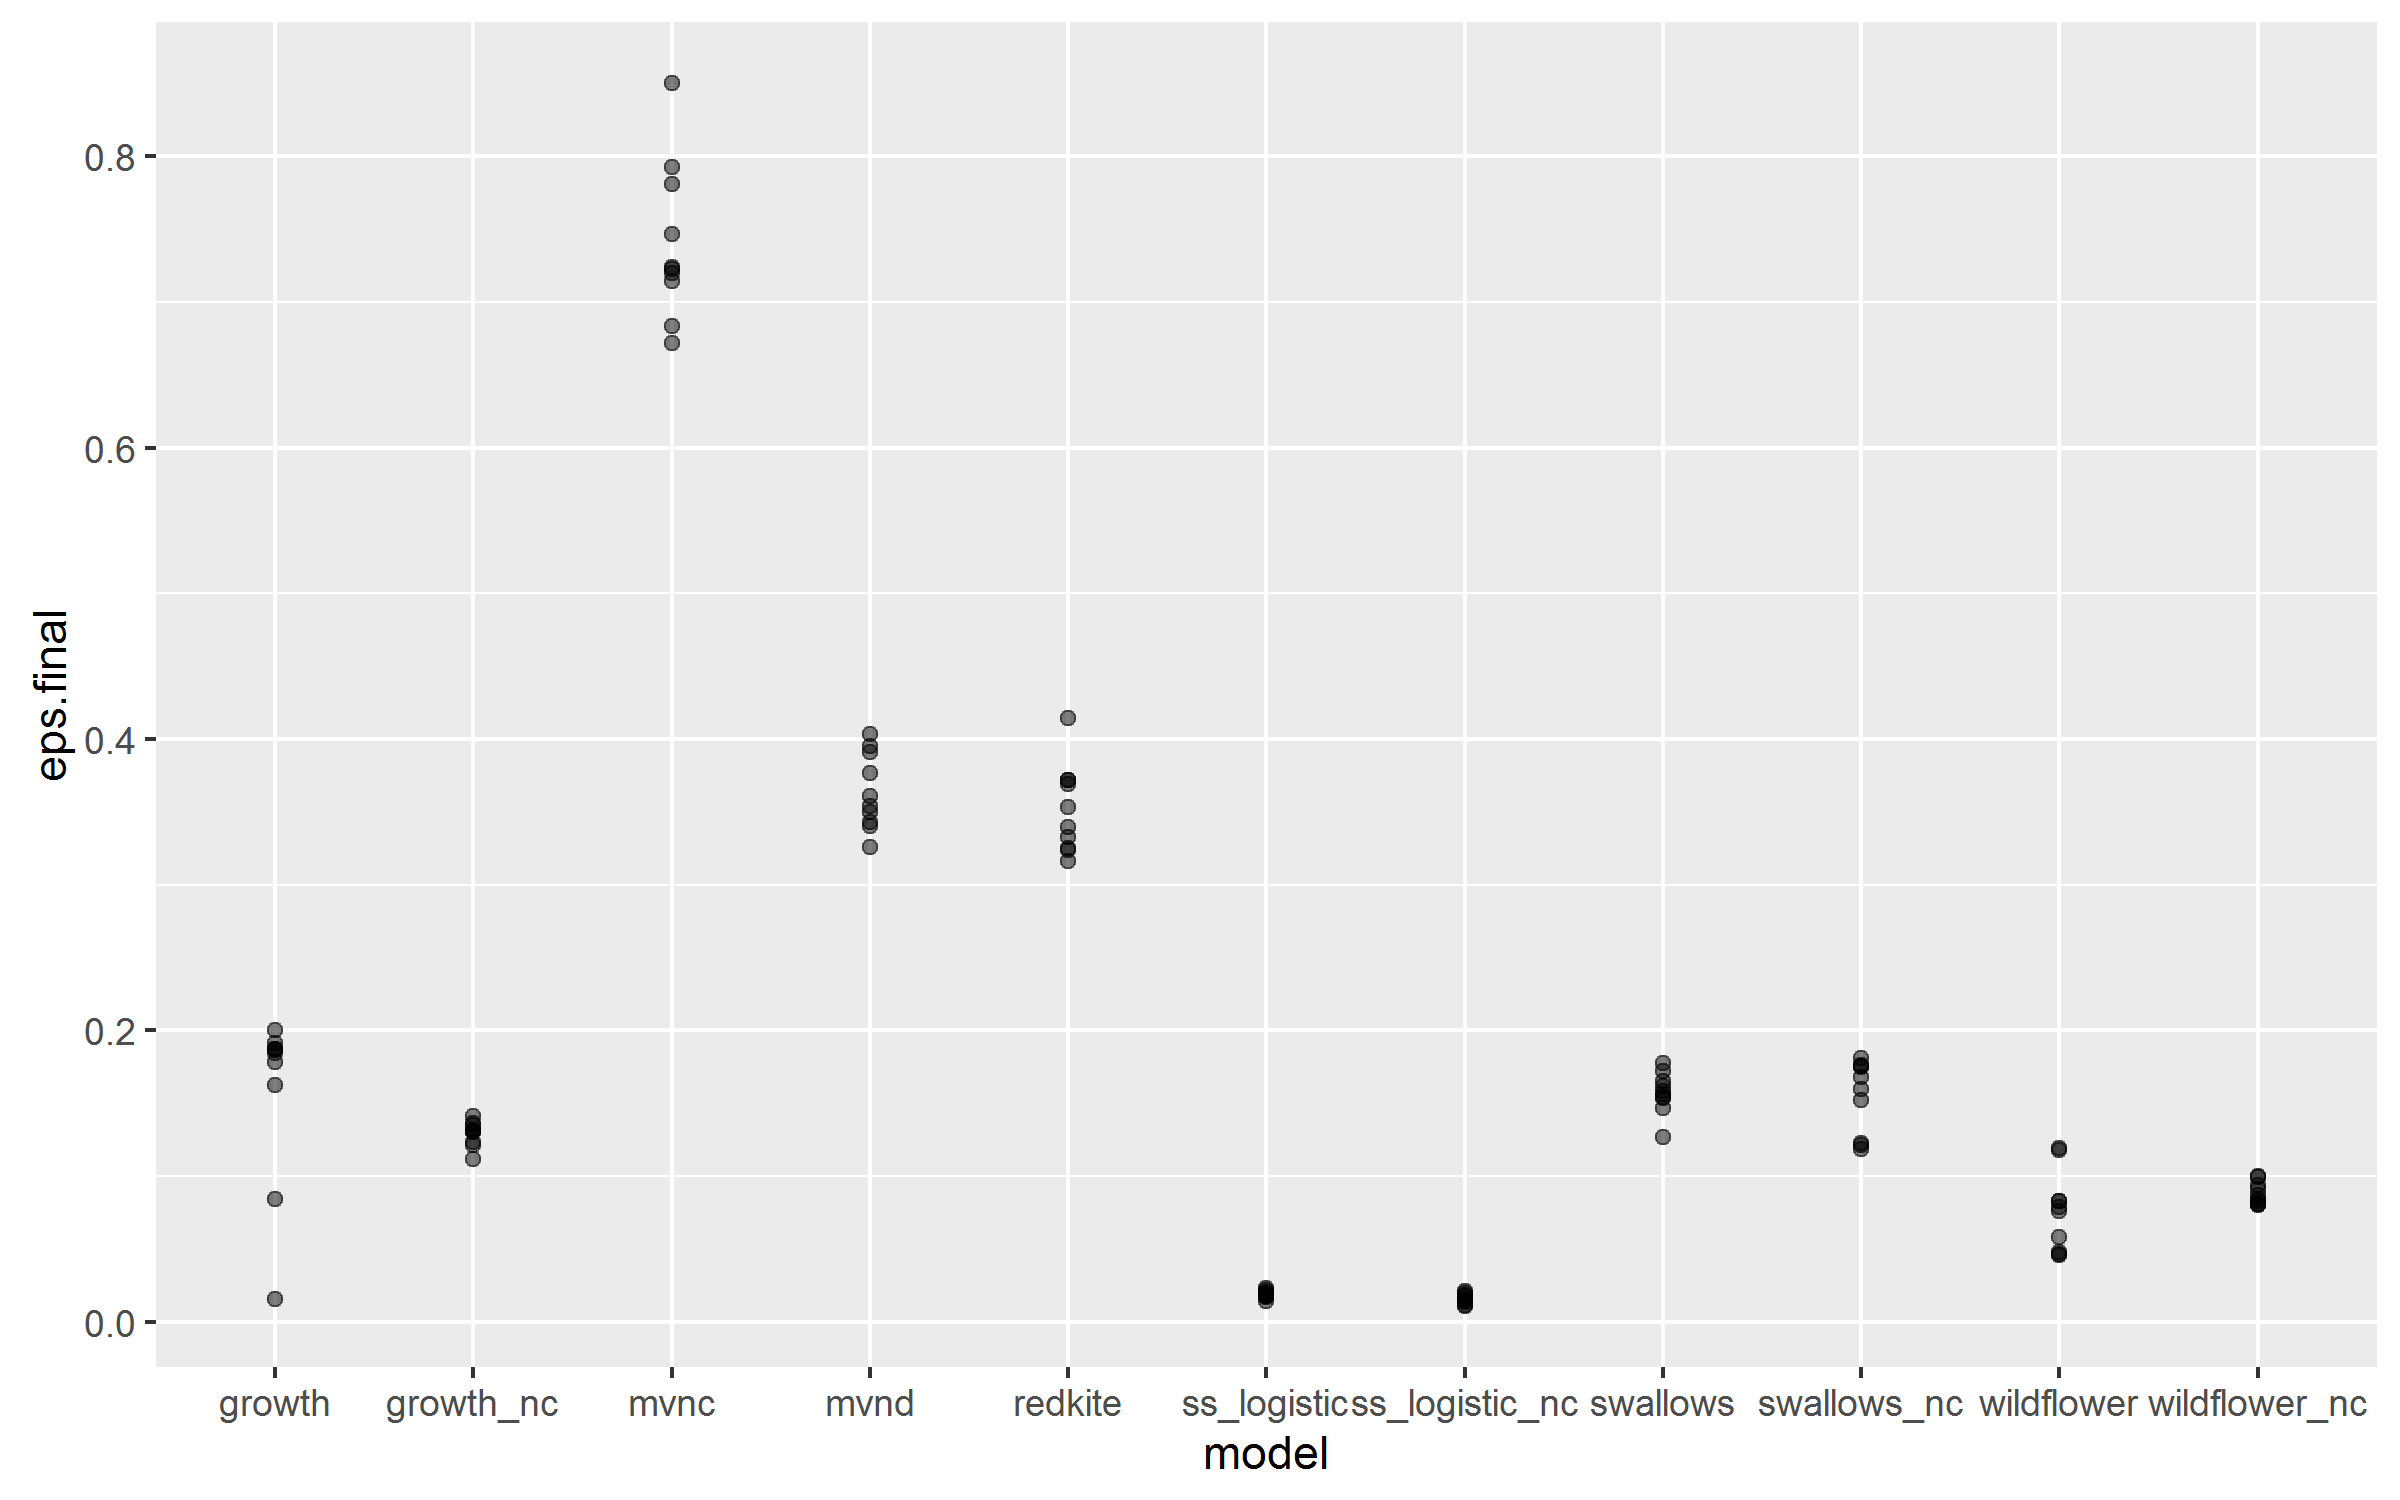 0.8
0.6
0.4
0.2
0.0
eps.final
growth growth_nc mvnc mvnd redkite ss_logistic ss_logistic_nc swallows swallows_nc wildflower wildflower_nc
model